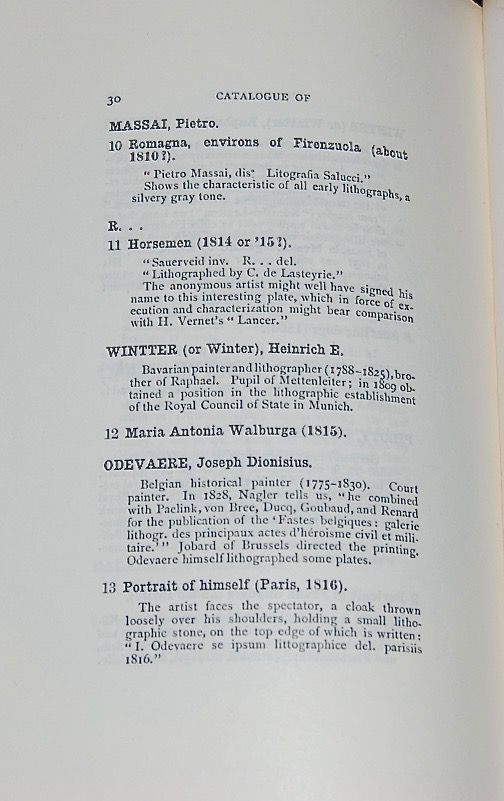 30 CATALOGUE OF
MASSAI, Pietro.
10 Romagna, environs of Firenzuola (about
1810?).
"Pietro Massai, dis: Litografia Salucci."
Shows the characteristic of all early lithographs, a
silvery gray tone.
R. . .
11 Horsemen (1814 or '15?).
"Sauerveid inv. R. . . del.
"Lithographed by C. de Lasteyrie."
The anonymous artist might well have signed his
name to this interesting plate, which in force of ex-
ecution and characterization might bear comparison
with H. Vernet's "Lancer."
WINTTER (or Winter), Heinrich E.
Bavarian painter and lithographer (1788–1825), bro-
ther of Raphael. Pupil of Mettenleiter; in 1809 ob-
tained a position in the lithographic establishment
of the Royal Council of State in Munich.
12 Maria Antonia Walburga (1815).
ODEVAERE, Joseph Dionisius.
Belgian historical painter (1775–1830). Court
painter. In 1828, Nagler tells us, "he combined
with Paelink, von Bree, Ducq, Goubaud, and Renard
for the publication of the 'Fastes belgiques: galerie
lithogr. des principaux actes d'héroisme civil et mili-
taire.'" Jobard of Brussels directed the printing.
Odevaere himself lithographed some plates.
13 Portrait of himself (Paris, 1816).
The artist faces the spectator, a cloak thrown
loosely over his shoulders, holding a small litho-
graphic stone, on the top edge of which is written:
"I. Odevaere se ipsum littographice del. parisiis
1816."